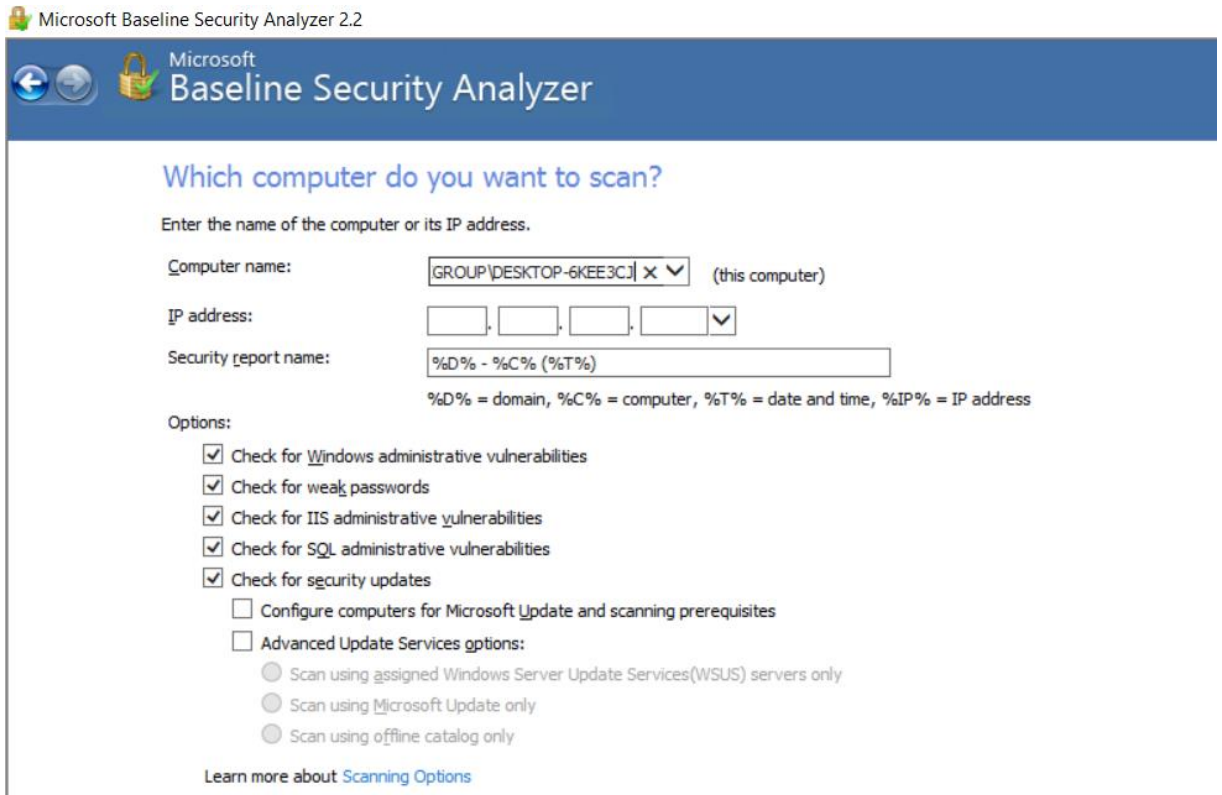 Microsoft Baseline Security Analyzer 2.2
Microsoft
Baseline Security Analyzer
Which computer do you want to scan?
Enter the name of the computer or its IP address.
Computer name: GROUP\DESKTOP-6KEE3CJ (this computer)
IP address: . . .
Security report name: %D% - %C% (%T%)
%D% = domain, %C% = computer, %T% = date and time, %IP% = IP address
Options:
Check for Windows administrative vulnerabilities
Check for weak passwords
Check for IIS administrative vulnerabilities
Check for SQL administrative vulnerabilities
Check for security updates
Configure computers for Microsoft Update and scanning prerequisites
Advanced Update Services options:
Scan using assigned Windows Server Update Services(WSUS) servers only
Scan using Microsoft Update only
Scan using offline catalog only
Learn more about Scanning Options